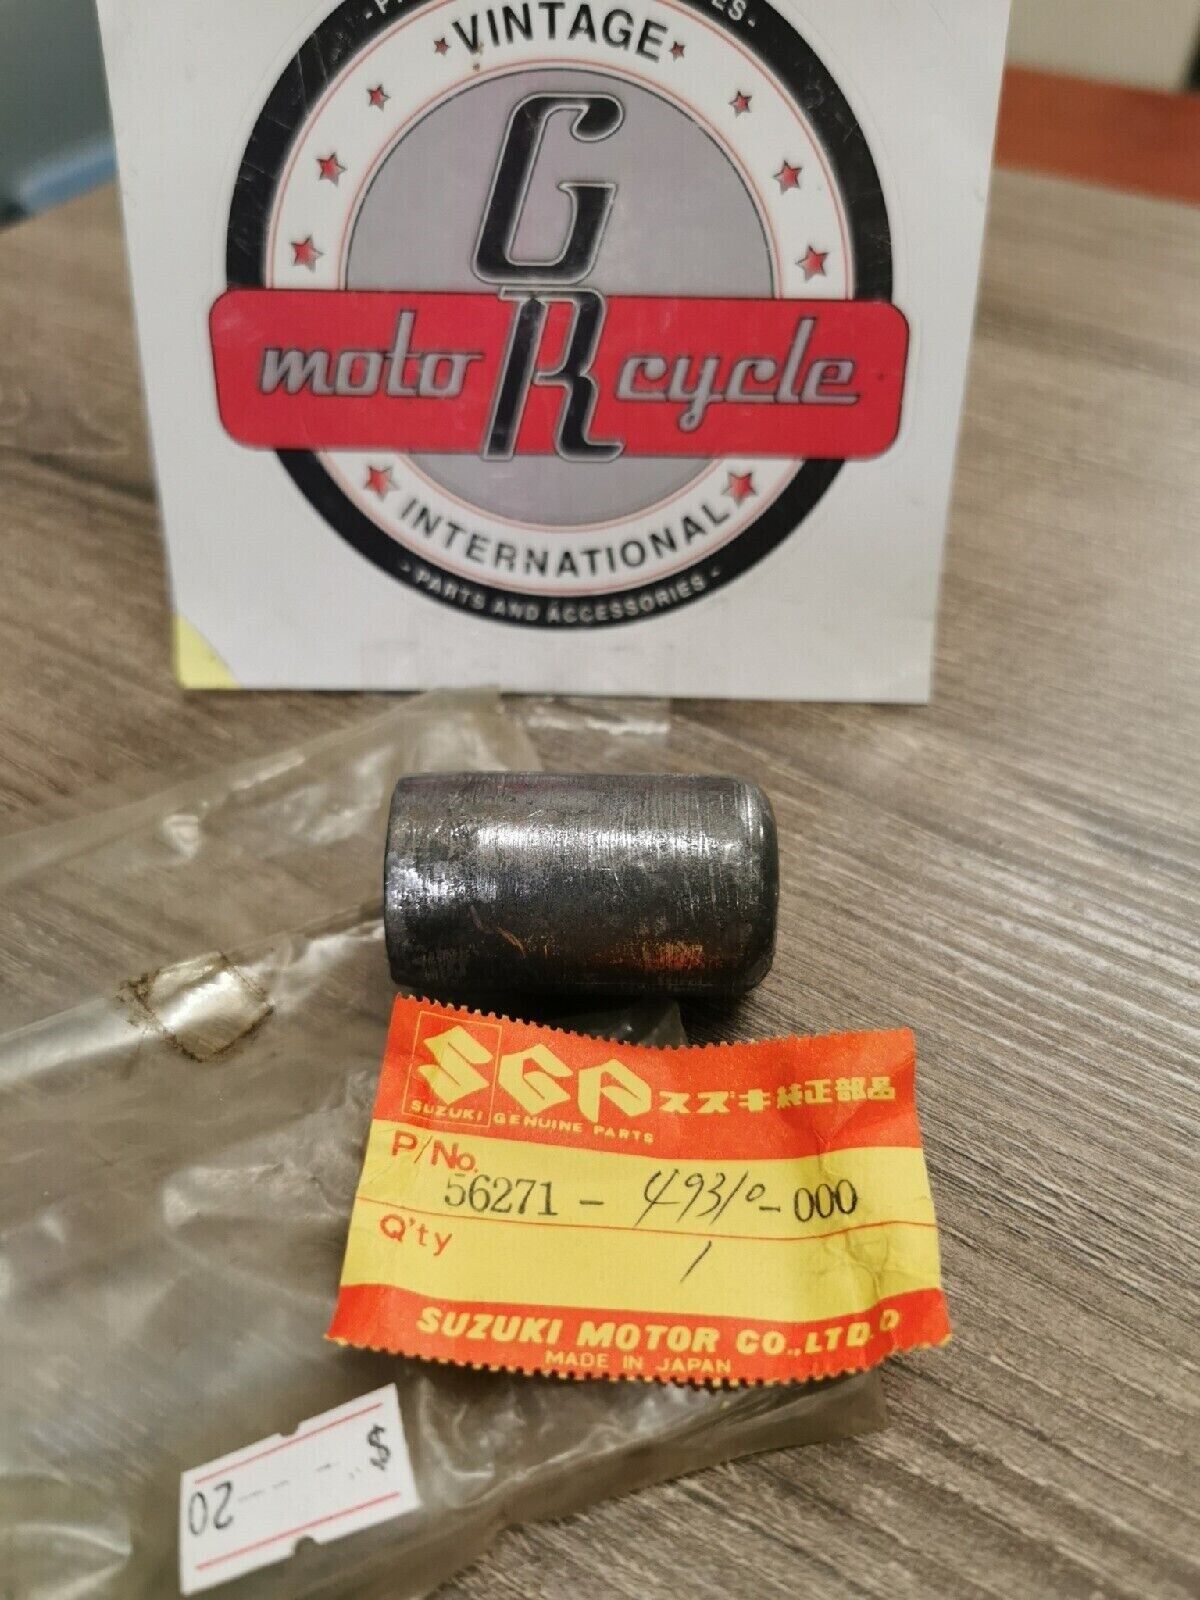 VINTAGE
G
R
moto cycle
INTERNATIONAL
- PARTS AND ACCESSORIES -
SGP スズキ純正部品
SUZUKI GENUINE PARTS
P/No.
56271 - 49310-000
Q'ty
1
SUZUKI MOTOR CO.,LTD.
MADE IN JAPAN
$
20